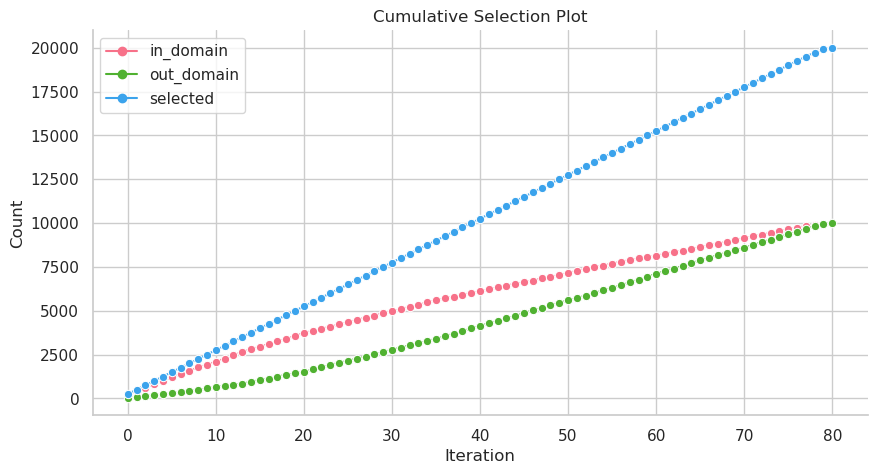 Cumulative Selection Plot
in_domain
out_domain
selected
Count
20000
17500
15000
12500
10000
7500
5000
2500
0
0 10 20 30 40 50 60 70 80
Iteration